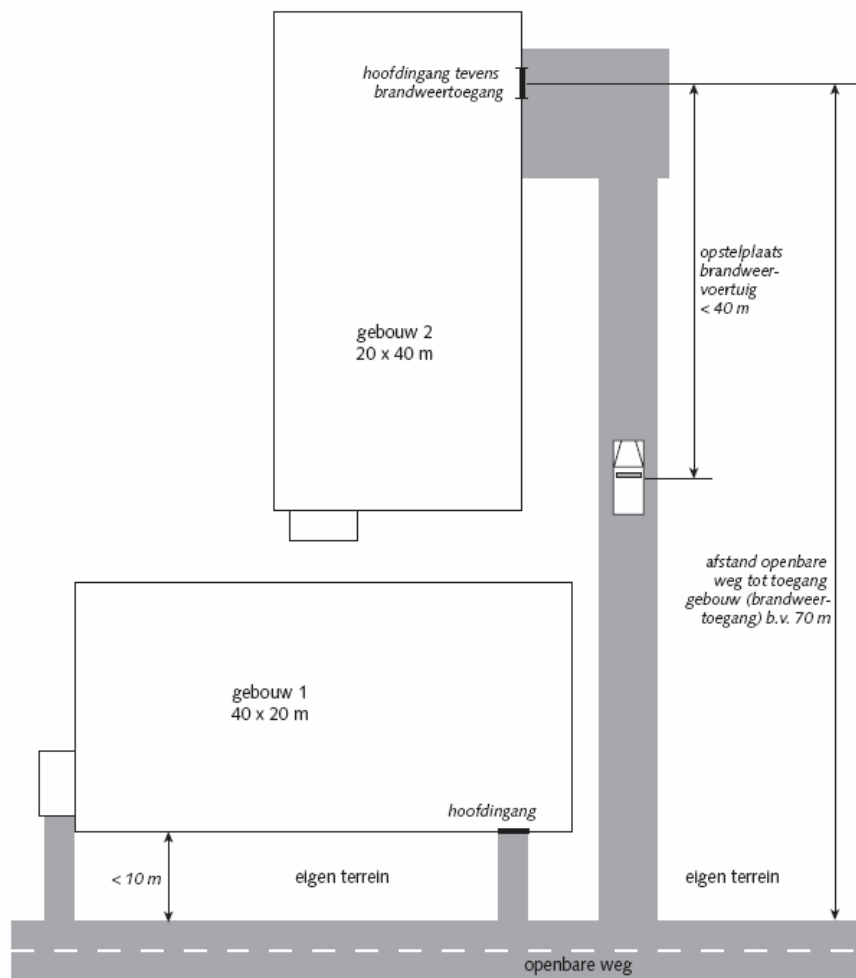 hoofdingang tevens
brandweertoegang
opstelplaats
brandweer-
voertuig
< 40 m
gebouw 2
20 x 40 m
afstand openbare
weg tot toegang
gebouw (brandweer-
toegang) b.v. 70 m
gebouw 1
40 x 20 m
hoofdingang
< 10 m
eigen terrein
eigen terrein
openbare weg